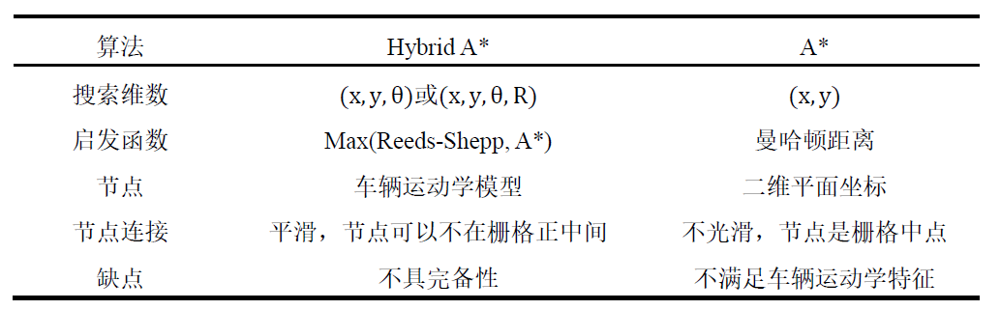 算法 Hybrid A* A*
搜索维数 (x, y, θ)或(x, y, θ, R) (x, y)
启发函数 Max(Reeds-Shepp, A*) 曼哈顿距离
节点 车辆运动学模型 二维平面坐标
节点连接 平滑，节点可以不在栅格正中间 不光滑，节点是栅格中点
缺点 不具完备性 不满足车辆运动学特征